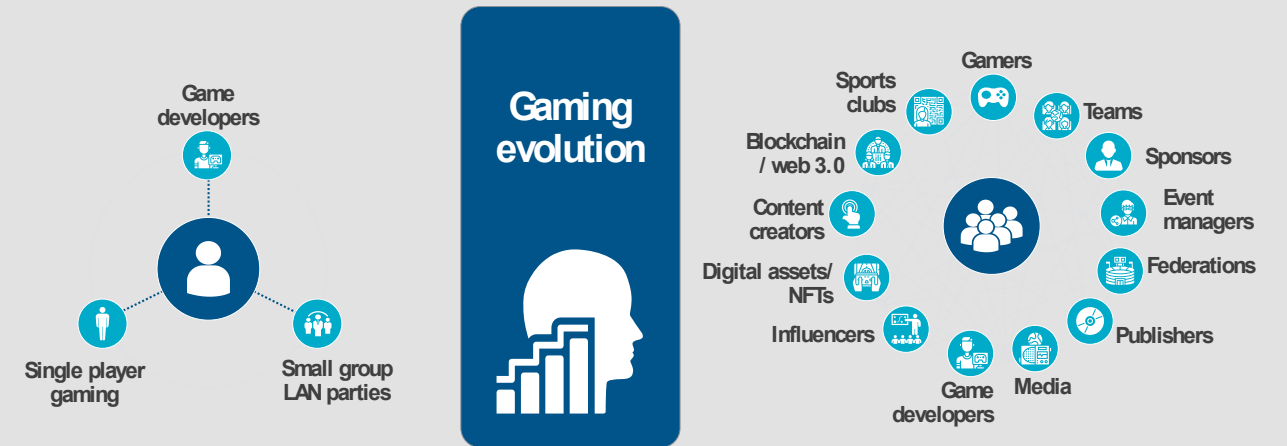 Game
developers
Single player
gaming
Small group
LAN parties
Gaming
evolution
Gamers
Teams
Sponsors
Event
managers
Federations
Publishers
Media
Game
developers
Influencers
Digital assets/
NFTs
Content
creators
Blockchain
/ web 3.0
Sports
clubs